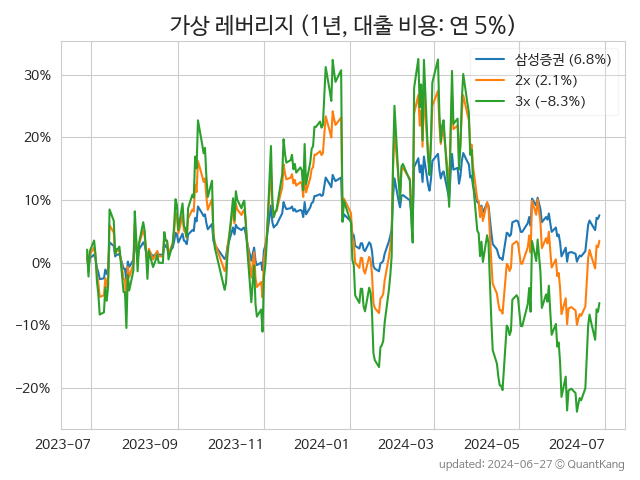 가상 레버리지 (1년, 대출 비용: 연 5%)
삼성증권 (6.8%)
2x (2.1%)
3x (−8.3%)
30%
20%
10%
0%
−10%
−20%
2023-07
2023-09
2023-11
2024-01
2024-03
2024-05
2024-07
updated: 2024-06-27 © QuantKang